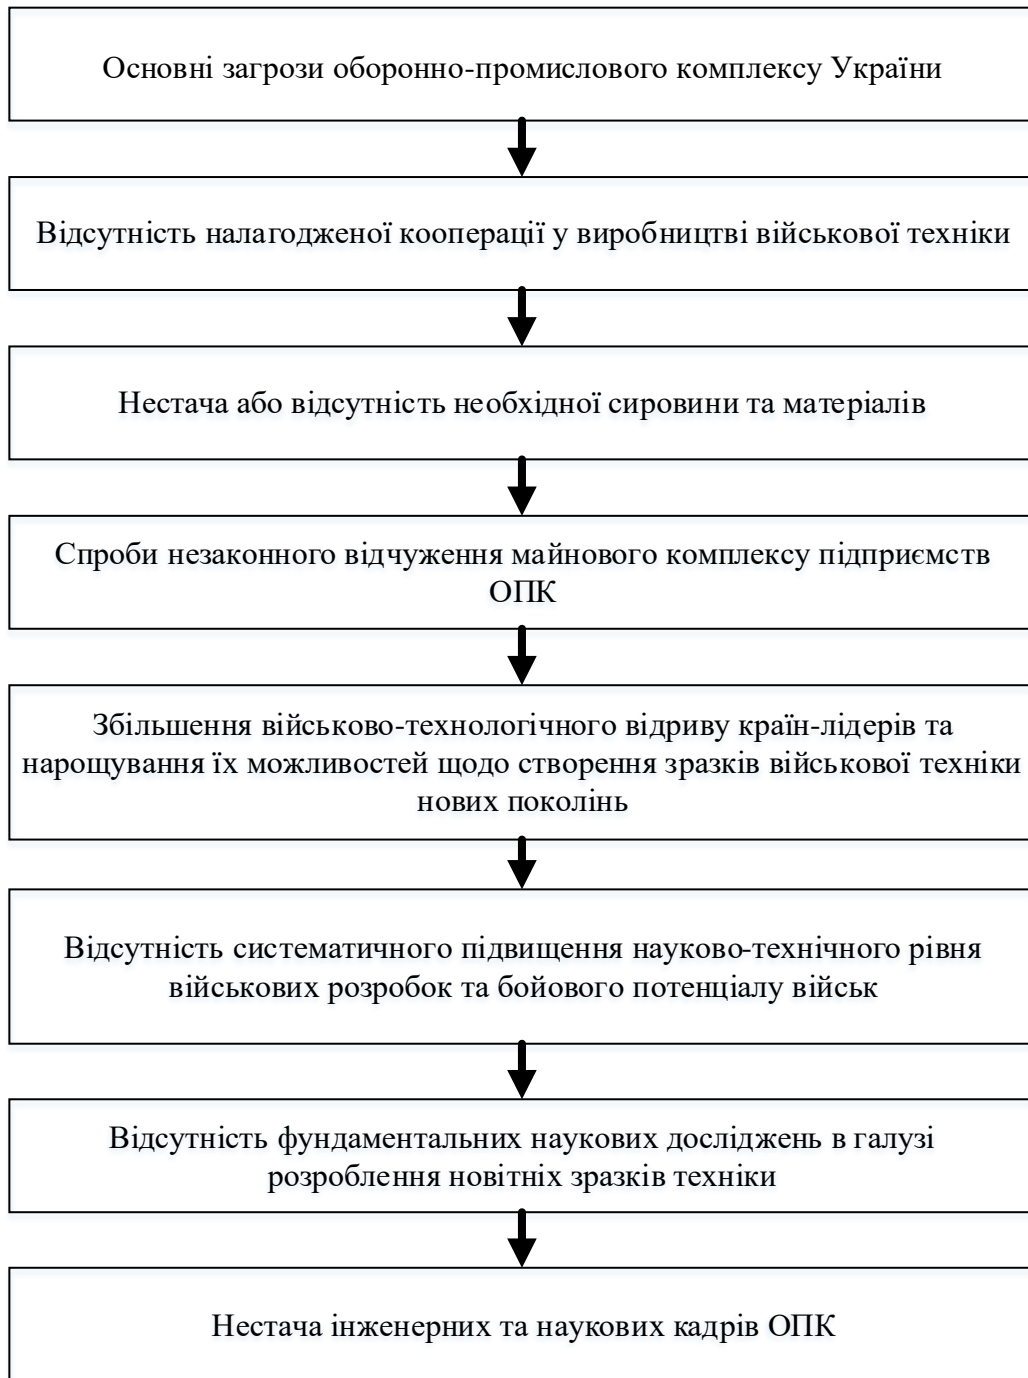 Основні загрози оборонно-промислового комплексу України
Відсутність налагодженої кооперації у виробництві військової техніки
Нестача або відсутність необхідної сировини та матеріалів
Спроби незаконного відчуження майнового комплексу підприємств
ОПК
Збільшення військово-технологічного відриву країн-лідерів та
нарощування їх можливостей щодо створення зразків військової техніки
нових поколінь
Відсутність систематичного підвищення науково-технічного рівня
військових розробок та бойового потенціалу військ
Відсутність фундаментальних наукових досліджень в галузі
розроблення новітніх зразків техніки
Нестача інженерних та наукових кадрів ОПК